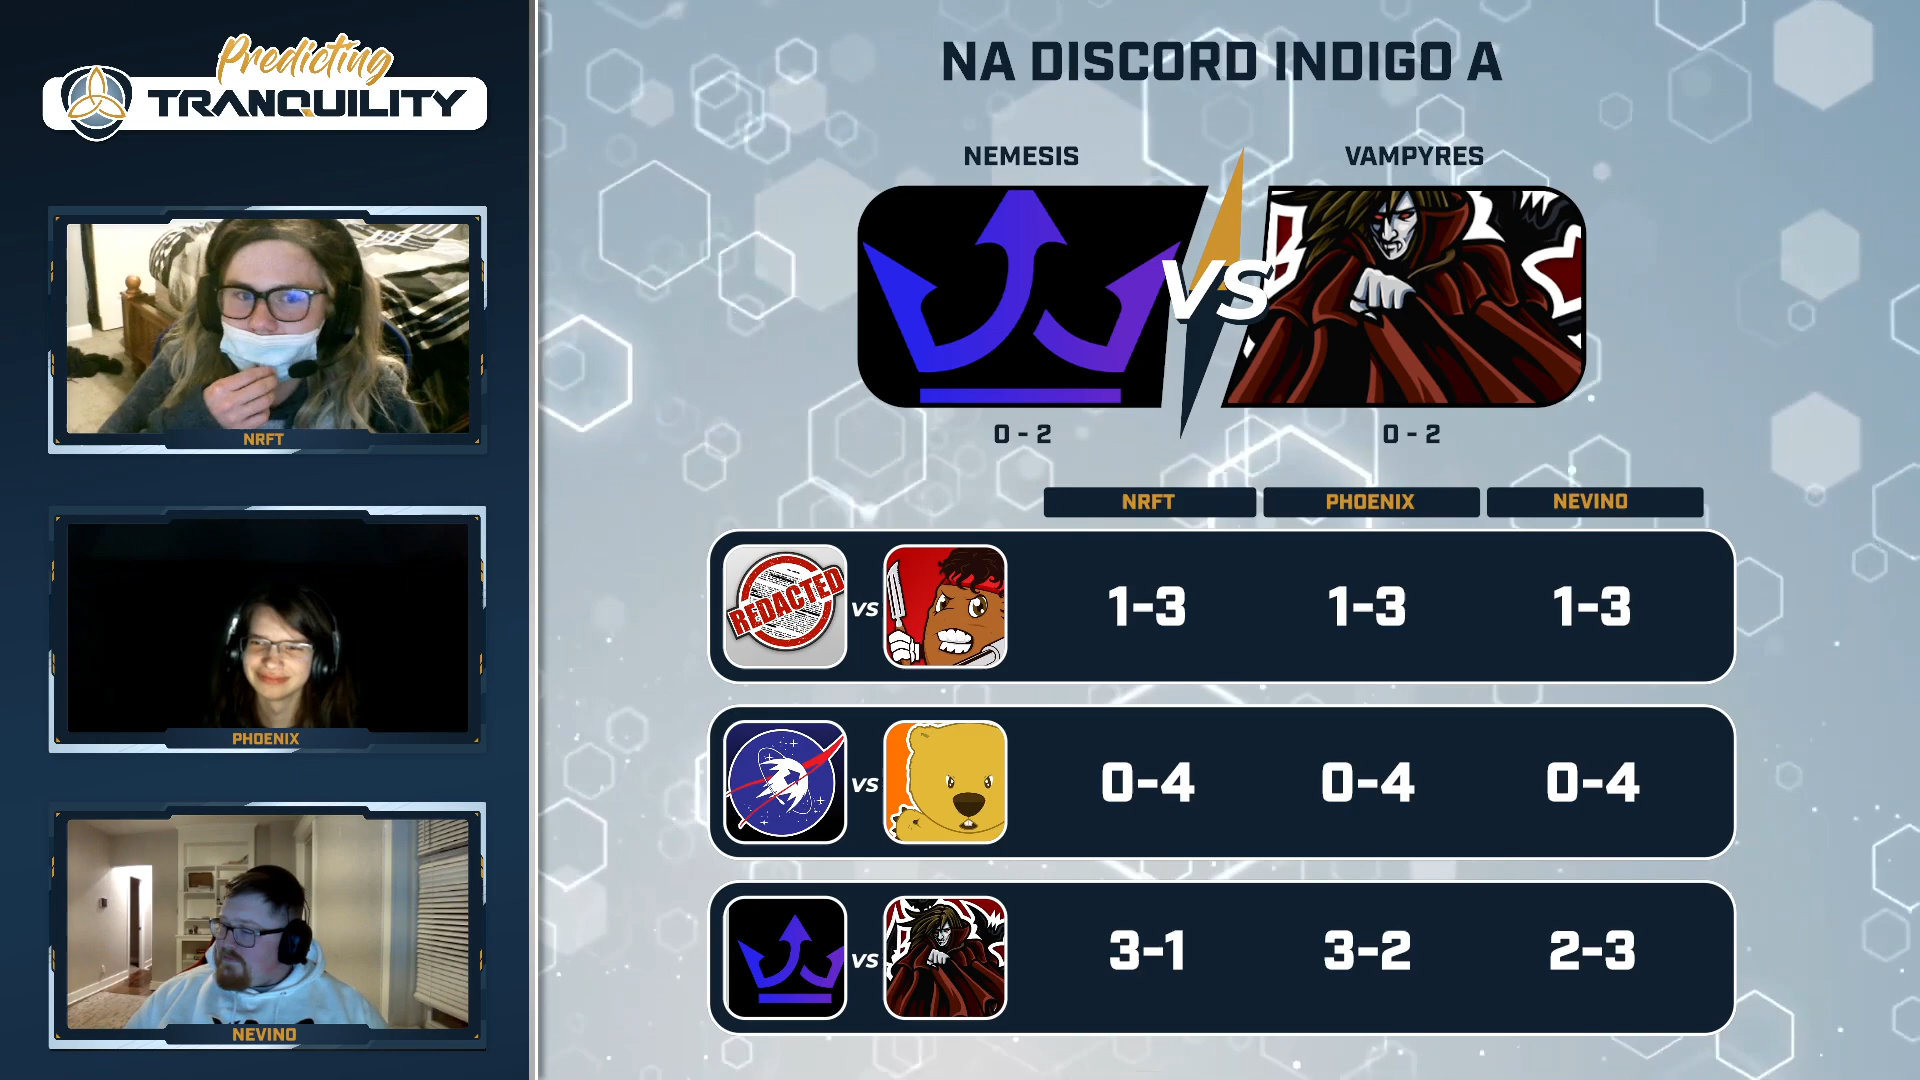 Predicting
TRANQUILITY
NRFT
PHOENIX
NEVINO
NA DISCORD INDIGO A
NEMESIS
VAMPYRES
VS
0 - 2
0 - 2
NRFT
PHOENIX
NEVINO
REDACTED
VS
1-3
1-3
1-3
VS
0-4
0-4
0-4
VS
3-1
3-2
2-3